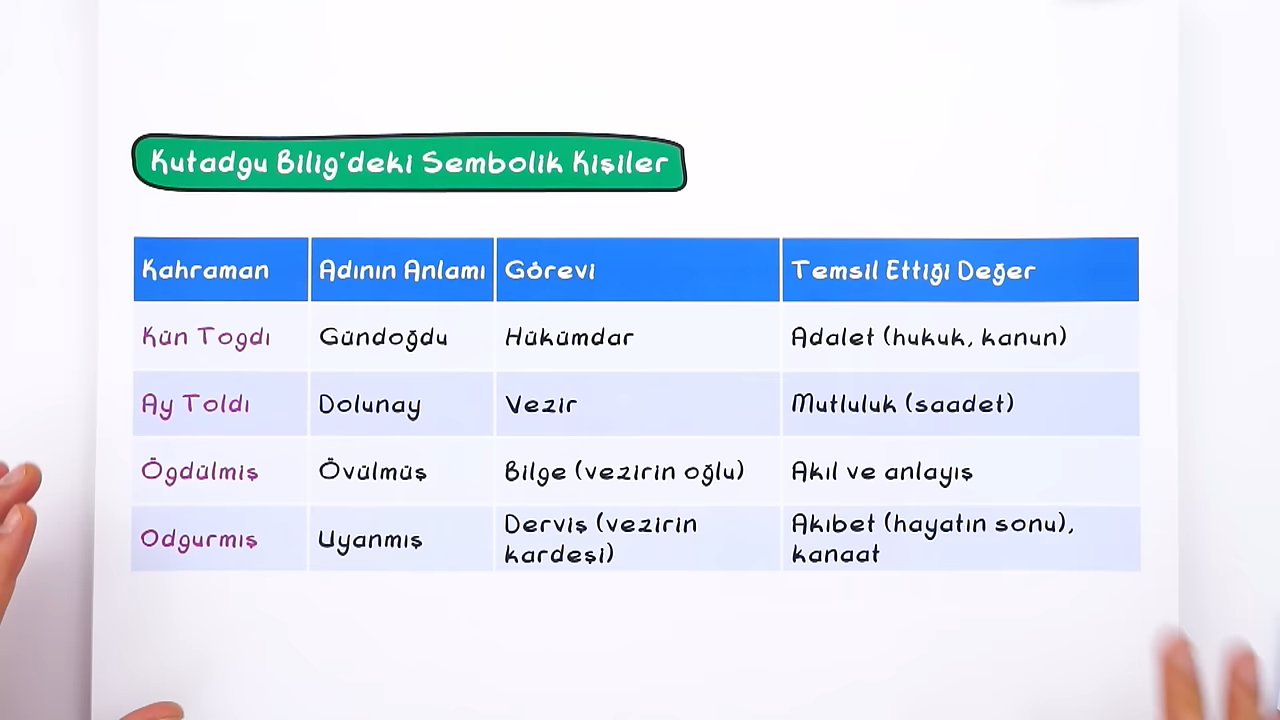 Kutadgu Bilig'deki Sembolik Kişiler
Kahraman Adının Anlamı Görevi Temsil Ettiği Değer
Kün Togdı Gündoğdu Hükümdar Adalet (hukuk, kanun)
Ay Toldı Dolunay Vezir Mutluluk (saadet)
Ögdülmiş Övülmüş Bilge (vezirin oğlu) Akıl ve anlayış
Odgurmış Uyanmış Derviş (vezirin kardeşi) Akıbet (hayatın sonu), kanaat